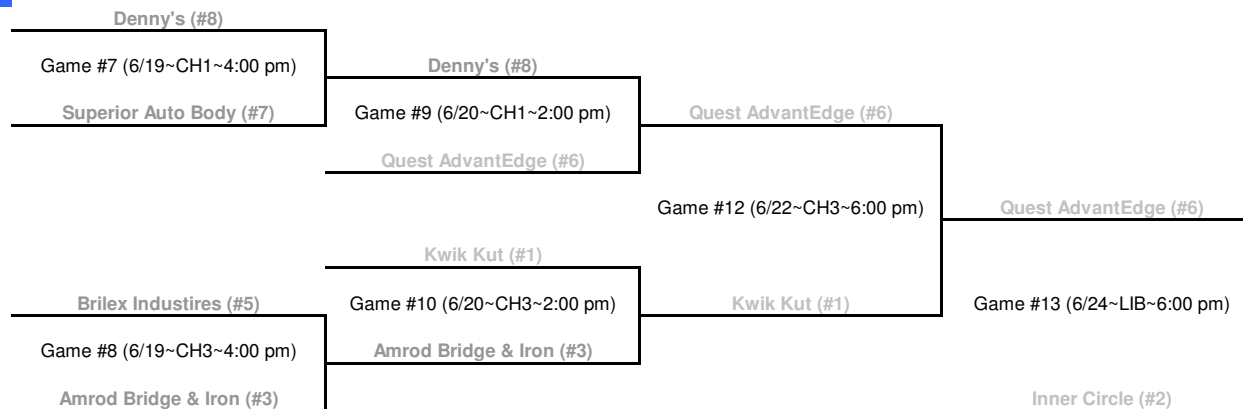 Denny's (#8)
Game #7 (6/19~CH1~4:00 pm)
Denny's (#8)
Superior Auto Body (#7)
Game #9 (6/20~CH1~2:00 pm)
Quest AdvantEdge (#6)
Quest AdvantEdge (#6)
Game #12 (6/22~CH3~6:00 pm)
Quest AdvantEdge (#6)
Kwik Kut (#1)
Brilex Industires (#5)
Game #10 (6/20~CH3~2:00 pm)
Kwik Kut (#1)
Game #13 (6/24~LIB~6:00 pm)
Game #8 (6/19~CH3~4:00 pm)
Amrod Bridge & Iron (#3)
Amrod Bridge & Iron (#3)
Inner Circle (#2)